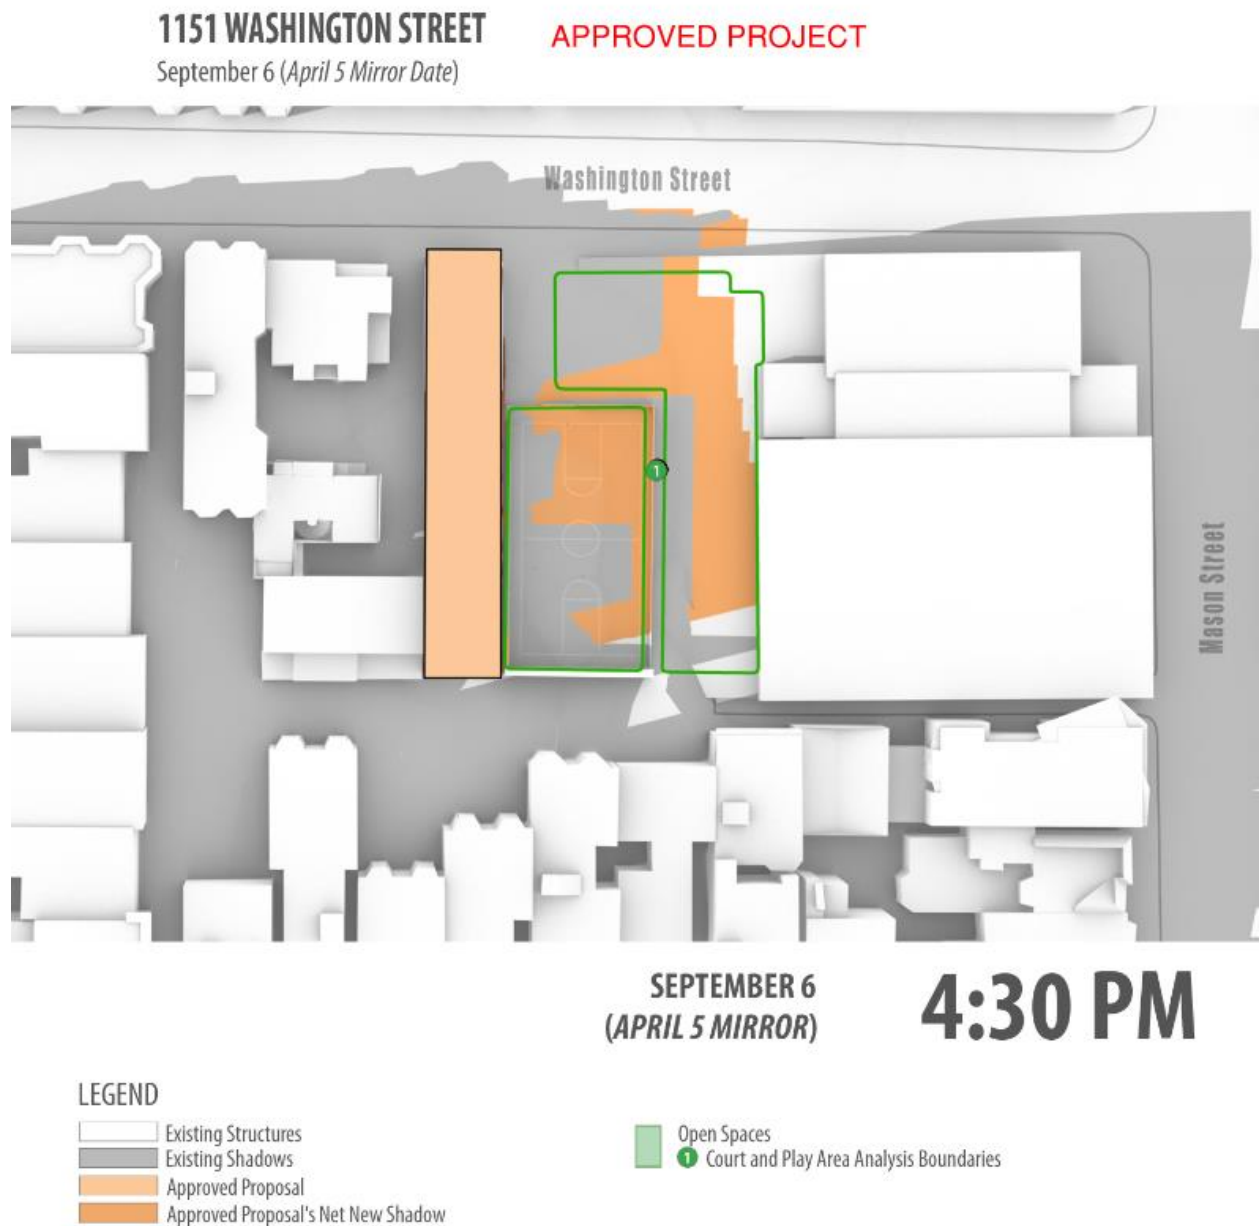 1151 WASHINGTON STREET
APPROVED PROJECT
September 6 (April 5 Mirror Date)
Washington Street
1
Mason Street
SEPTEMBER 6
(APRIL 5 MIRROR)
4:30 PM
LEGEND
Existing Structures
Existing Shadows
Approved Proposal
Approved Proposal's Net New Shadow
Open Spaces
1 Court and Play Area Analysis Boundaries